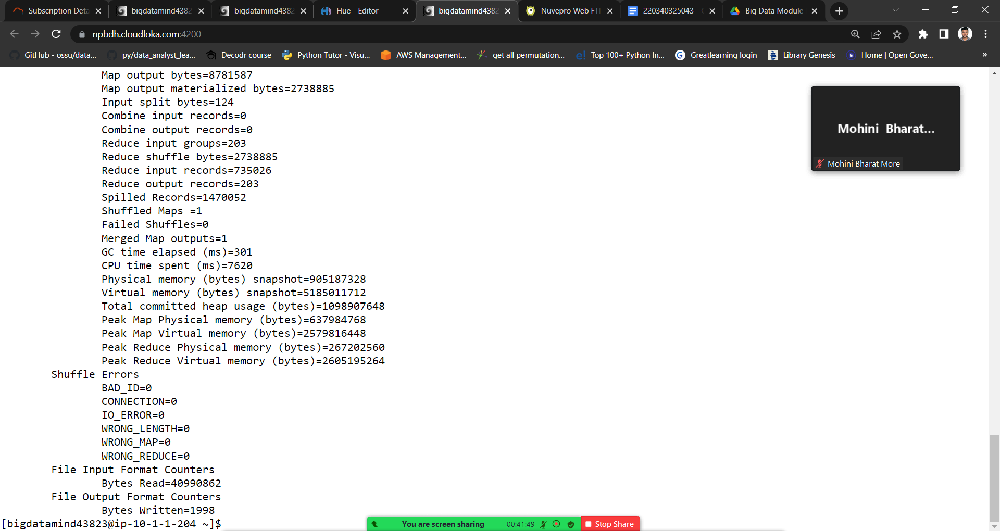 Subscription Deta
bigdatamind4382
bigdatamind4382
Hue - Editor
bigdatamind4382
Nuvepro Web FTP
220340325043 -
Big Data Module
npbdh.cloudloka.com:4200
GitHub - ossu/data...
py/data_analyst_lea...
Decodr course
Python Tutor - Visu...
AWS Management...
get all permutation...
Top 100+ Python In...
Greatlearning login
Library Genesis
Home | Open Gove...
»
Map output bytes=8781587
Map output materialized bytes=2738885
Input split bytes=124
Combine input records=0
Combine output records=0
Reduce input groups=203
Reduce shuffle bytes=2738885
Reduce input records=735026
Reduce output records=203
Spilled Records=1470052
Shuffled Maps =1
Failed Shuffles=0
Merged Map outputs=1
GC time elapsed (ms)=301
CPU time spent (ms)=7620
Physical memory (bytes) snapshot=905187328
Virtual memory (bytes) snapshot=5185011712
Total committed heap usage (bytes)=1098907648
Peak Map Physical memory (bytes)=637984768
Peak Map Virtual memory (bytes)=2579816448
Peak Reduce Physical memory (bytes)=267202560
Peak Reduce Virtual memory (bytes)=2605195264
Shuffle Errors
BAD_ID=0
CONNECTION=0
IO_ERROR=0
WRONG_LENGTH=0
WRONG_MAP=0
WRONG_REDUCE=0
File Input Format Counters
Bytes Read=40990862
File Output Format Counters
Bytes Written=1998
[bigdatamind43823@ip-10-1-1-204 ~]$
Mohini Bharat...
Mohini Bharat More
You are screen sharing
00:41:49
Stop Share